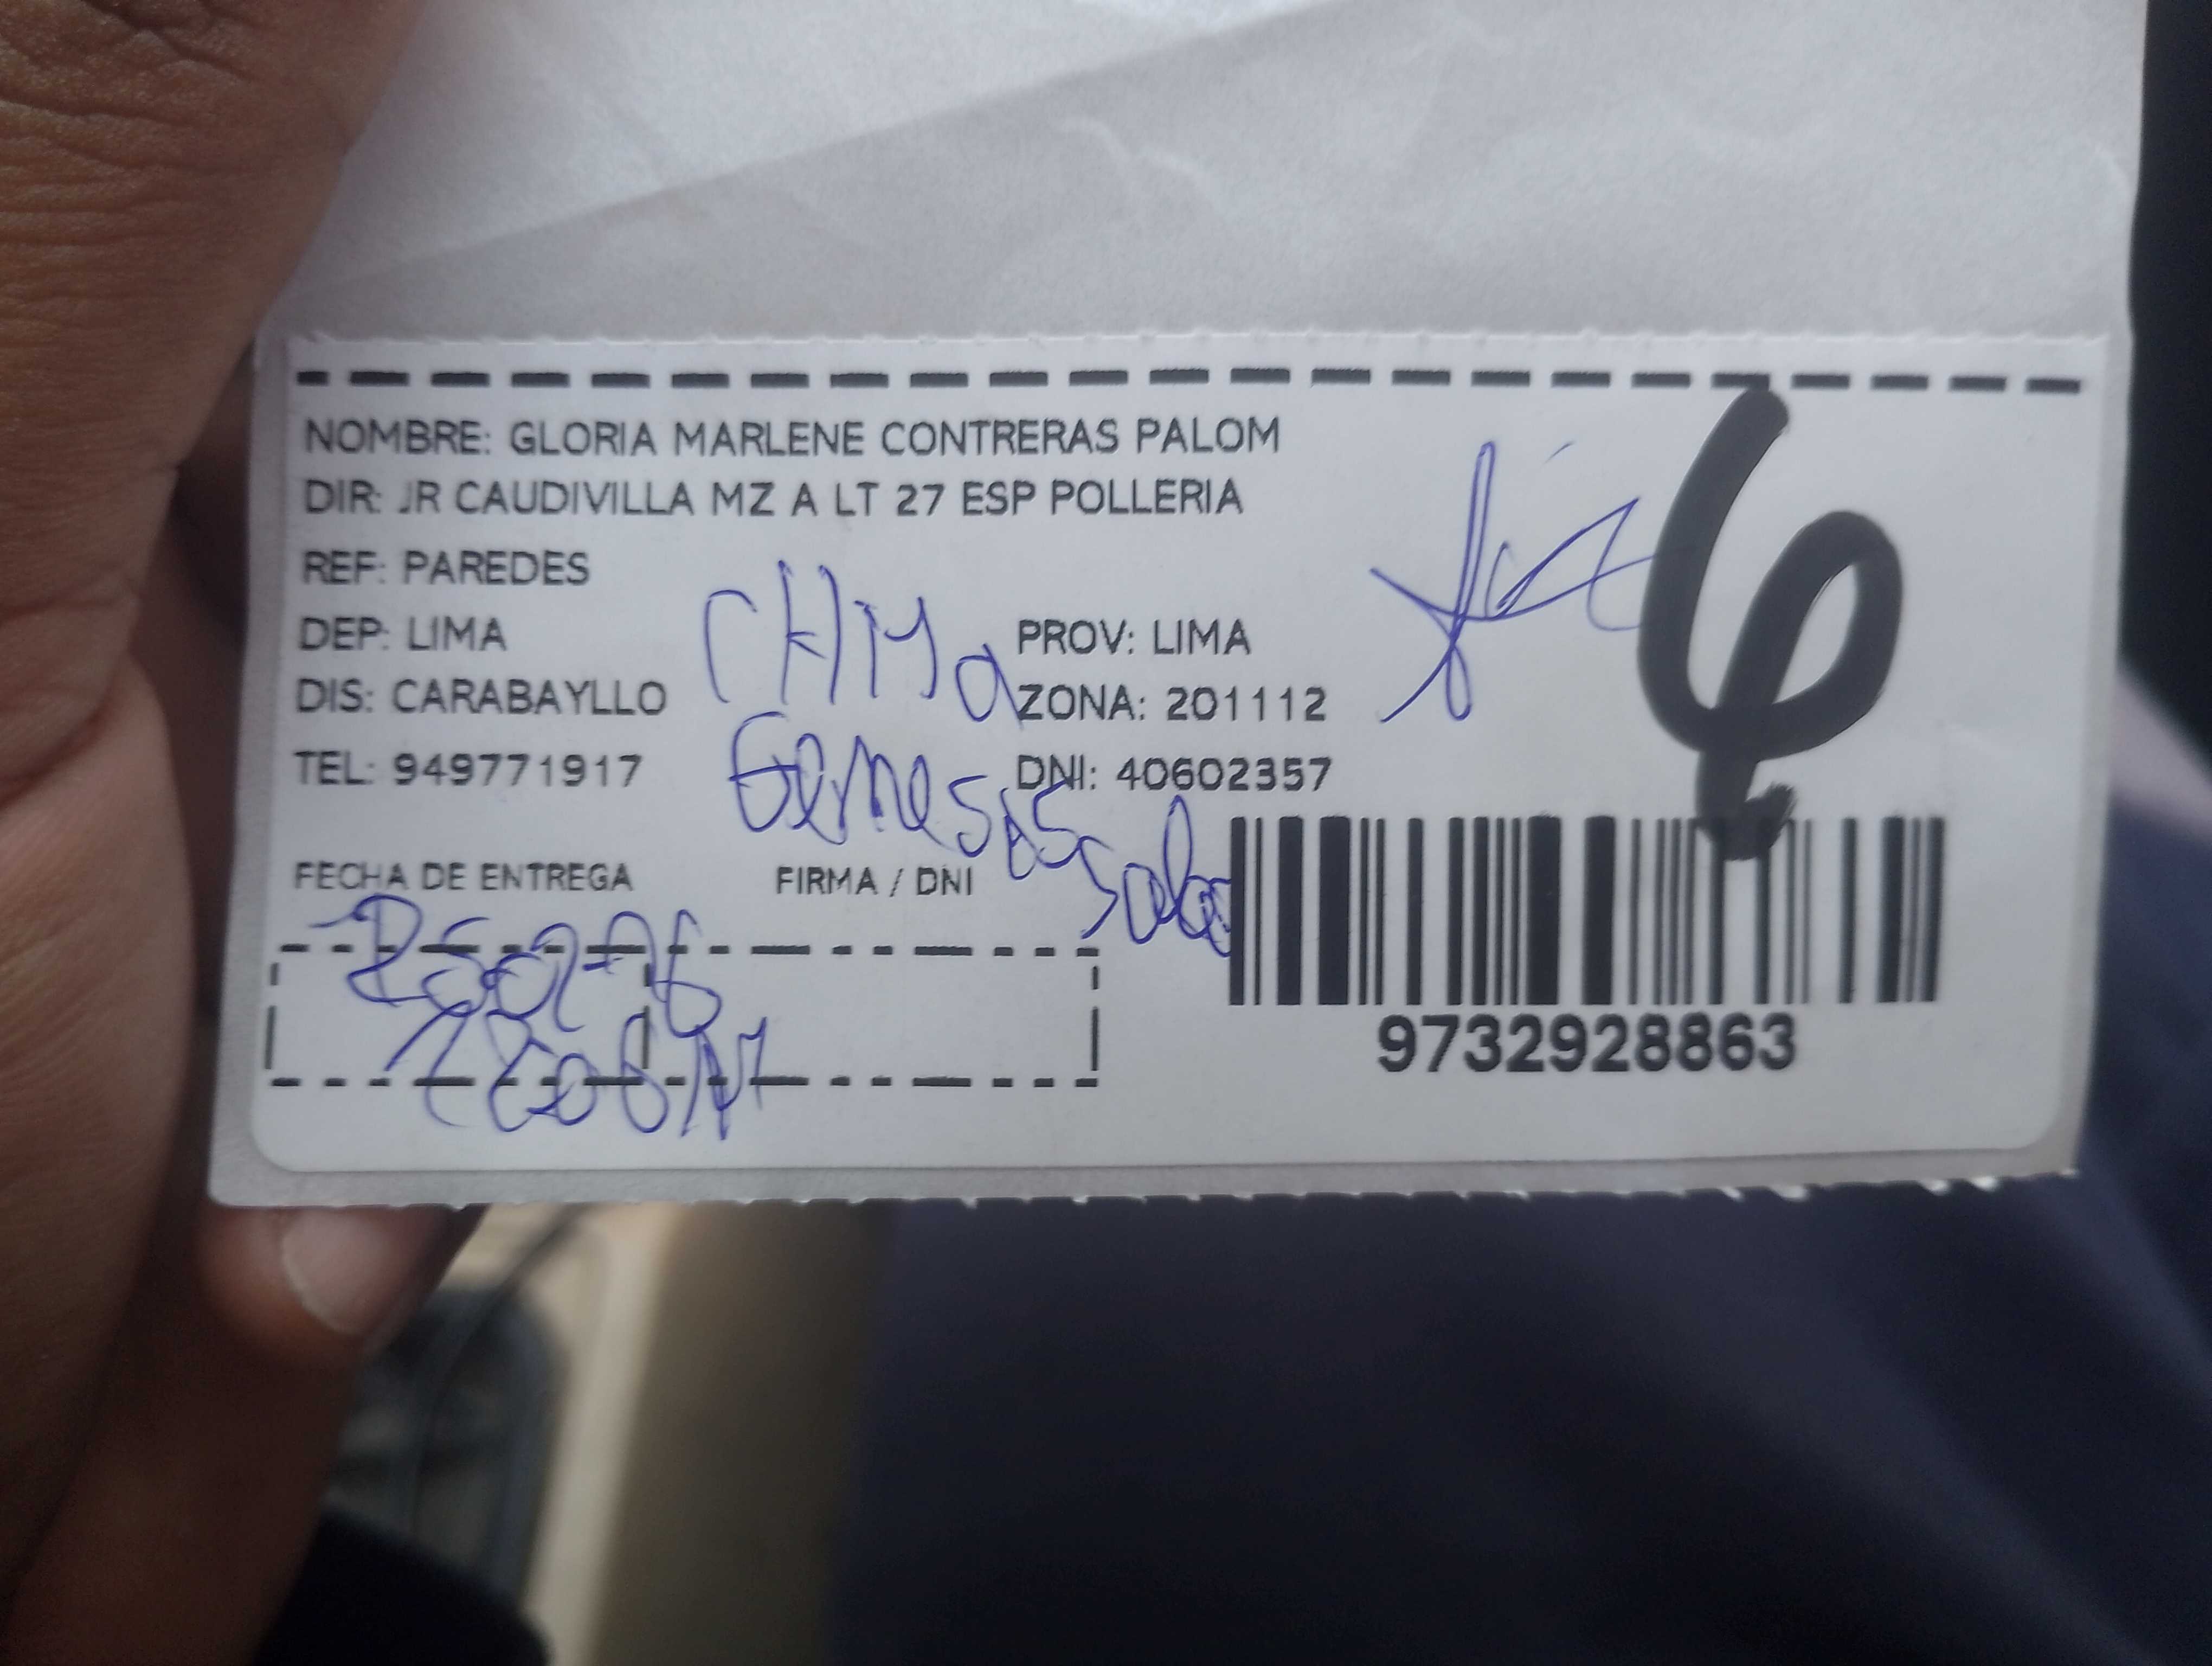 NOMBRE: GLORIA MARLENE CONTRERAS PALOM
DIR: JR CAUDIVILLA MZ A LT 27 ESP POLLERIA
REF: PAREDES
DEP: LIMA
PROV: LIMA
DIS: CARABAYLLO
ZONA: 201112
TEL: 949771917
DNI: 40602357
Genesis
FECHA DE ENTREGA
FIRMA / DNI
9732928863